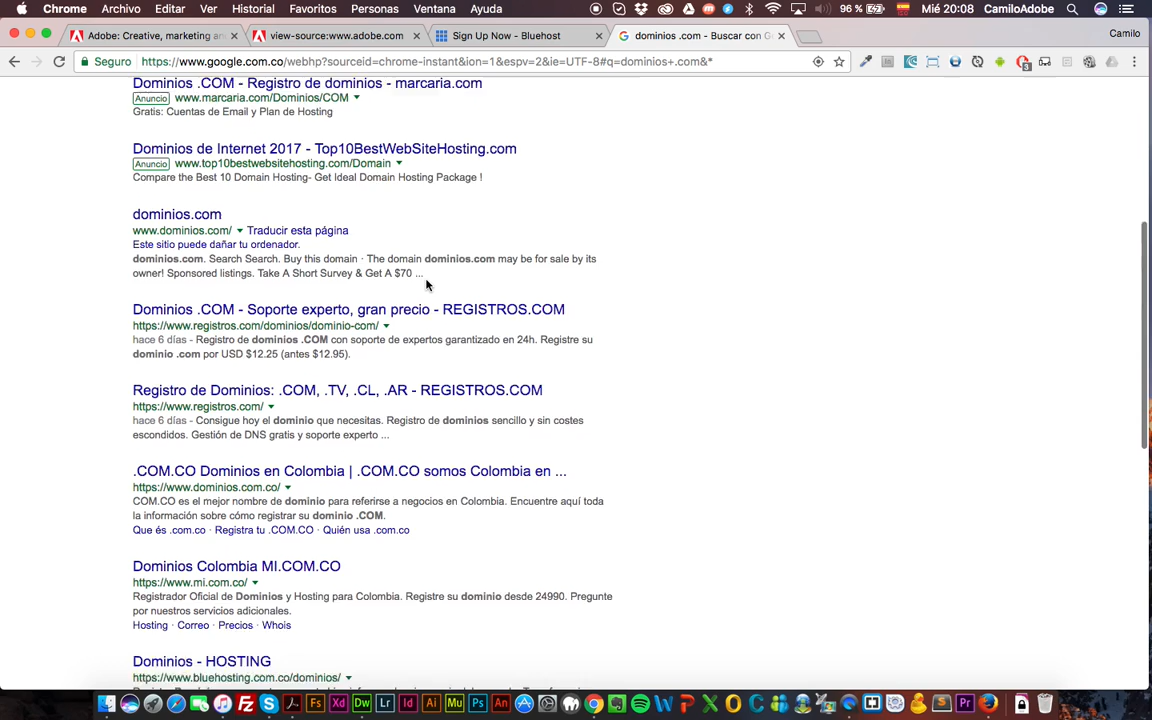 Chrome Archivo Editar Ver Historial Favoritos Personas Ventana Ayuda 96 % Mié 20:08 CamiloAdobe
Adobe: Creative, marketing an × view-source:www.adobe.com × Sign Up Now - Bluehost × dominios .com - Buscar con Go × Camilo
Seguro https://www.google.com.co/webhp?sourceid=chrome-instant&ion=1&espv=2&ie=UTF-8#q=dominios+.com&*
Dominios .COM - Registro de dominios - marcaria.com
Anuncio www.marcaria.com/Dominios/COM
Gratis: Cuentas de Email y Plan de Hosting
Dominios de Internet 2017 - Top10BestWebSiteHosting.com
Anuncio www.top10bestwebsitehosting.com/Domain
Compare the Best 10 Domain Hosting- Get Ideal Domain Hosting Package !
dominios.com
www.dominios.com/ Traducir esta página
Este sitio puede dañar tu ordenador.
dominios.com. Search Search. Buy this domain · The domain dominios.com may be for sale by its
owner! Sponsored listings. Take A Short Survey & Get A $70 ...
Dominios .COM - Soporte experto, gran precio - REGISTROS.COM
https://www.registros.com/dominios/dominio-com/
hace 6 días - Registro de dominios .COM con soporte de expertos garantizado en 24h. Registre su
dominio .com por USD $12.25 (antes $12.95).
Registro de Dominios: .COM, .TV, .CL, .AR - REGISTROS.COM
https://www.registros.com/
hace 6 días - Consigue hoy el dominio que necesitas. Registro de dominios sencillo y sin costes
escondidos. Gestión de DNS gratis y soporte experto ...
.COM.CO Dominios en Colombia | .COM.CO somos Colombia en ...
https://www.dominios.com.co/
COM.CO es el mejor nombre de dominio para referirse a negocios en Colombia. Encuentre aquí toda
la información sobre cómo registrar su dominio .COM.
Que és .com.co · Registra tu .COM.CO · Quién usa .com.co
Dominios Colombia MI.COM.CO
https://www.mi.com.co/
Registrador Oficial de Dominios y Hosting para Colombia. Registre su dominio desde 24990. Pregunte
por nuestros servicios adicionales.
Hosting · Correo · Precios · Whois
Dominios - HOSTING
https://www.bluehosting.com.co/dominios/
Fs Xd Dw Lr Id Ai Mu Ps An W P X O C S Pr